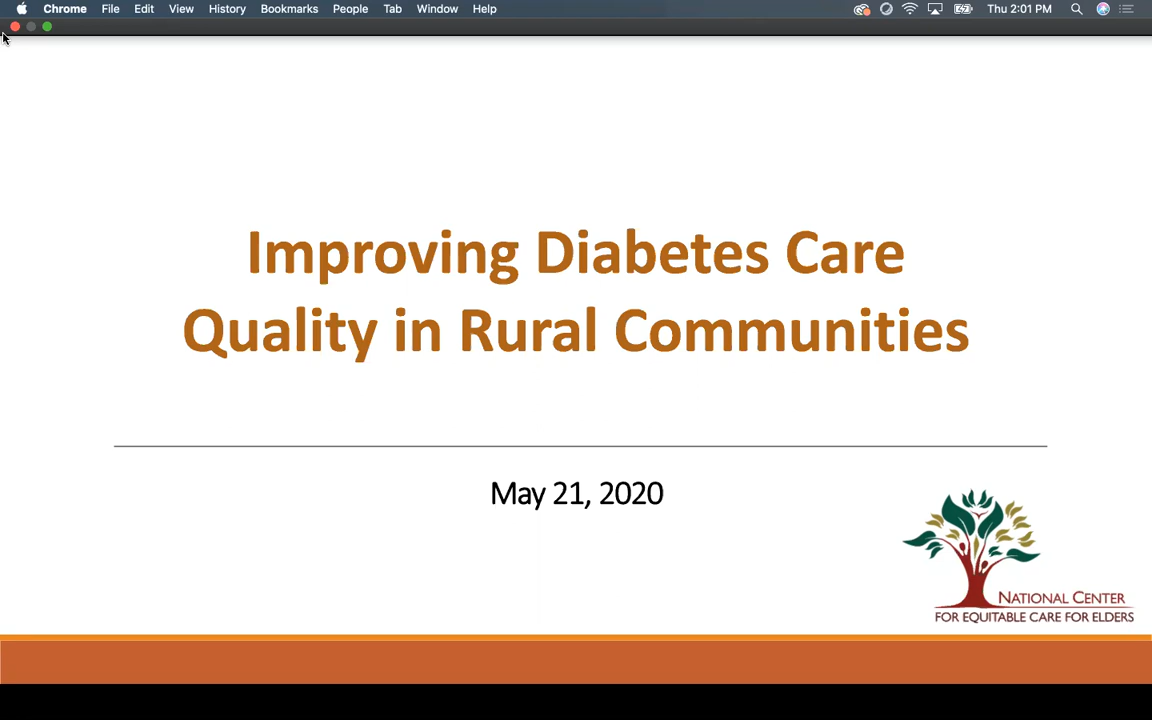 Chrome File Edit View History Bookmarks People Tab Window Help Thu 2:01 PM
Improving Diabetes Care
Quality in Rural Communities
May 21, 2020
NATIONAL CENTER
FOR EQUITABLE CARE FOR ELDERS